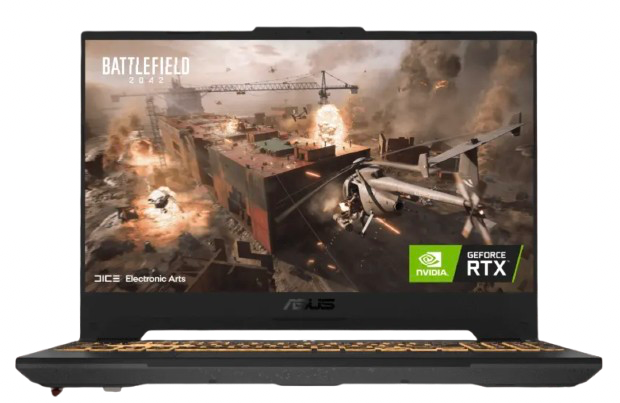 BATTLEFIELD
2042
DICE Electronic Arts
NVIDIA.
GEFORCE
RTX
ASUS